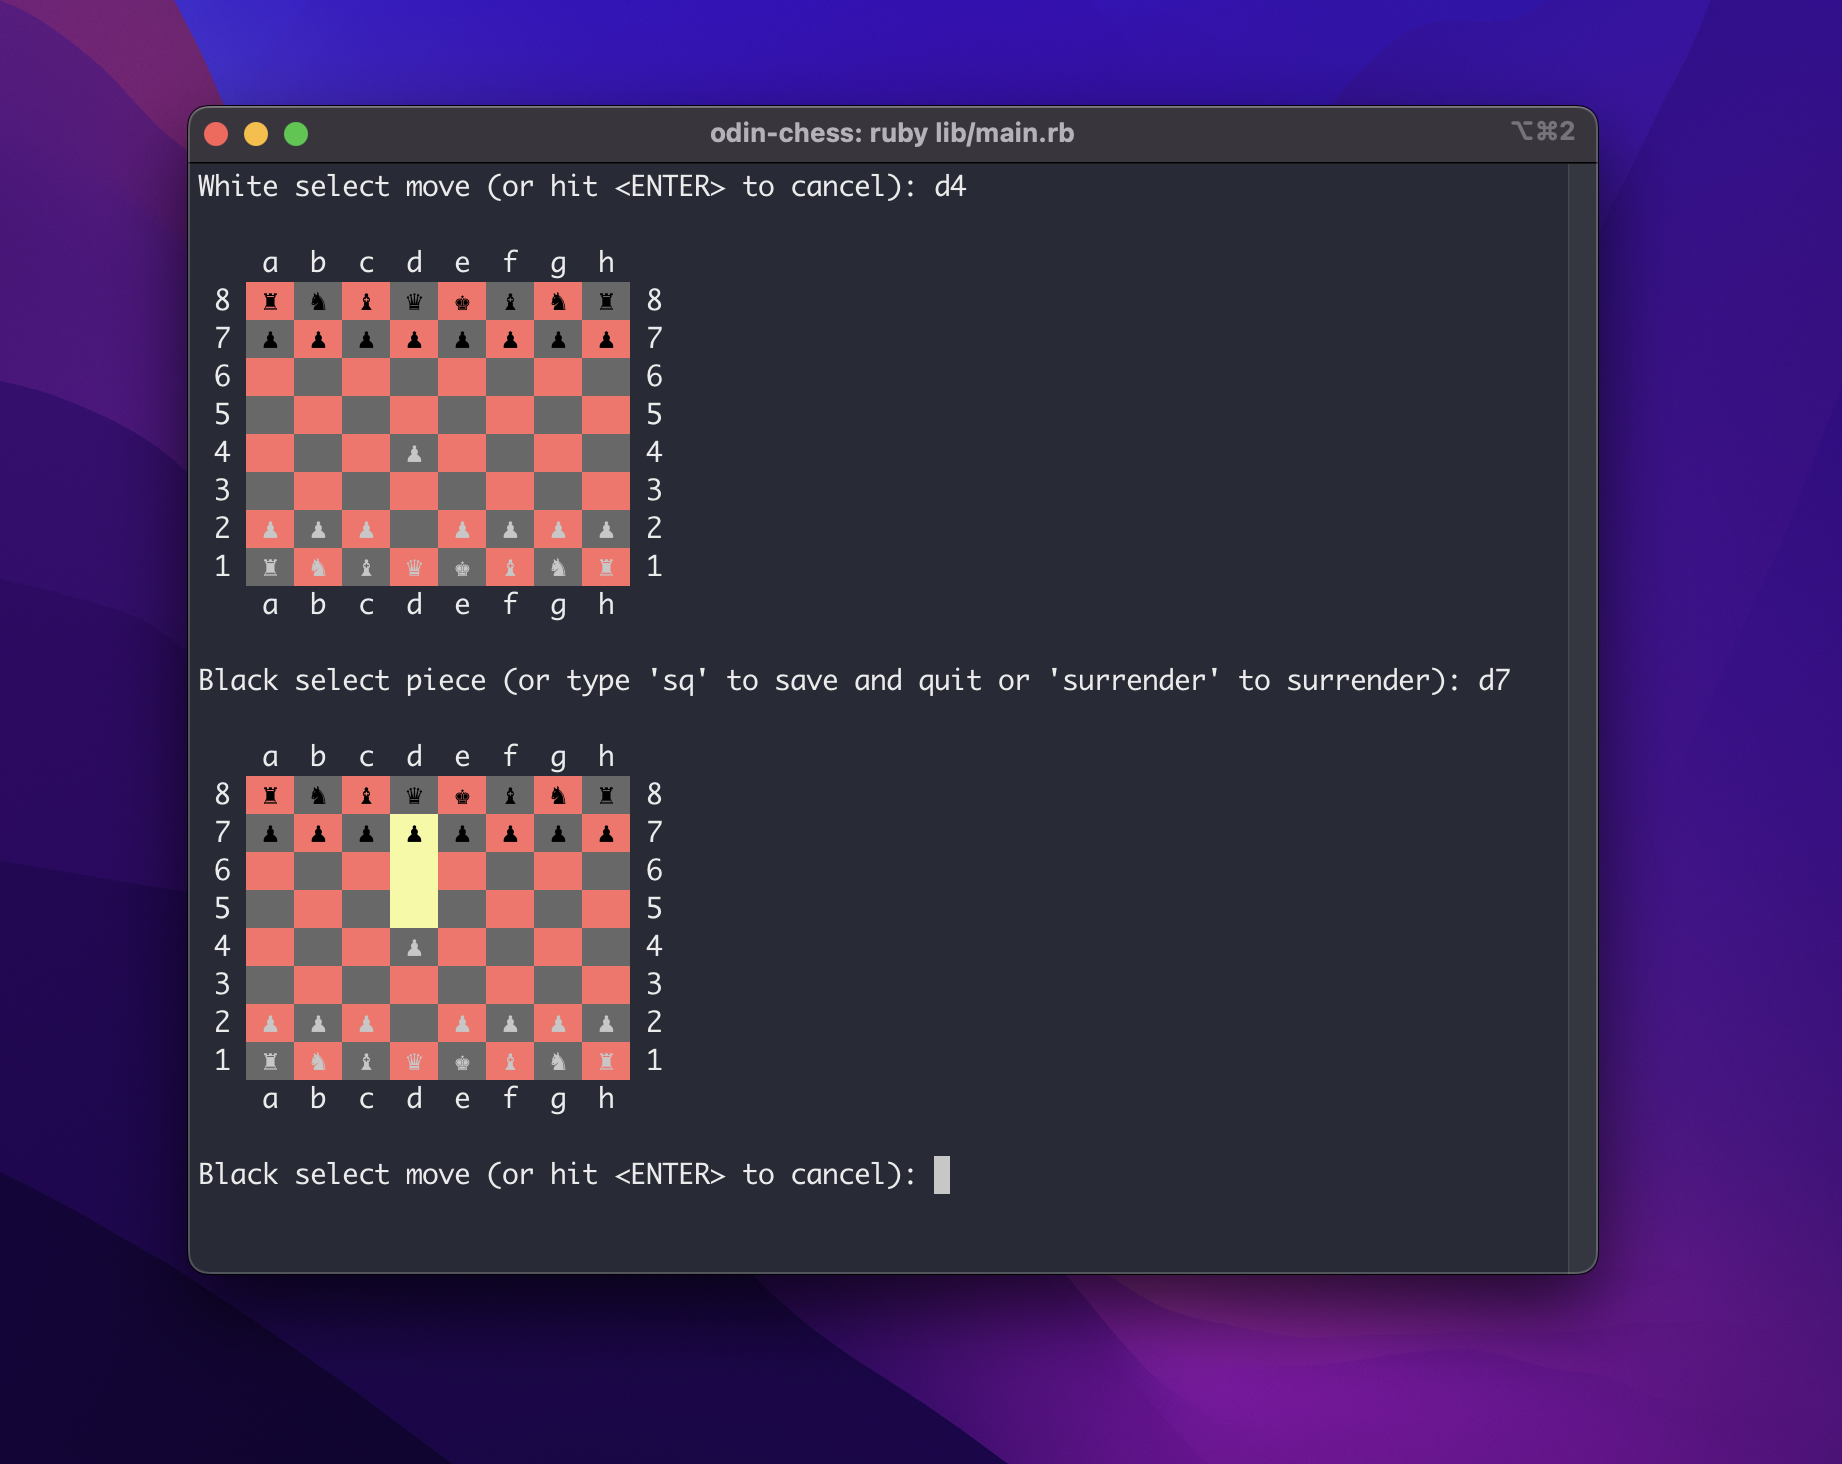 odin-chess: ruby lib/main.rb ⌥⌘2
White select move (or hit <ENTER> to cancel): d4
a b c d e f g h
8 ♜ ♞ ♝ ♛ ♚ ♝ ♞ ♜ 8
7 ♟ ♟ ♟ ♟ ♟ ♟ ♟ ♟ 7
6 6
5 5
4 ♟ 4
3 3
2 ♟ ♟ ♟ ♟ ♟ ♟ ♟ 2
1 ♜ ♞ ♝ ♛ ♚ ♝ ♞ ♜ 1
a b c d e f g h
Black select piece (or type 'sq' to save and quit or 'surrender' to surrender): d7
a b c d e f g h
8 ♜ ♞ ♝ ♛ ♚ ♝ ♞ ♜ 8
7 ♟ ♟ ♟ ♟ ♟ ♟ ♟ ♟ 7
6 6
5 5
4 ♟ 4
3 3
2 ♟ ♟ ♟ ♟ ♟ ♟ ♟ 2
1 ♜ ♞ ♝ ♛ ♚ ♝ ♞ ♜ 1
a b c d e f g h
Black select move (or hit <ENTER> to cancel):